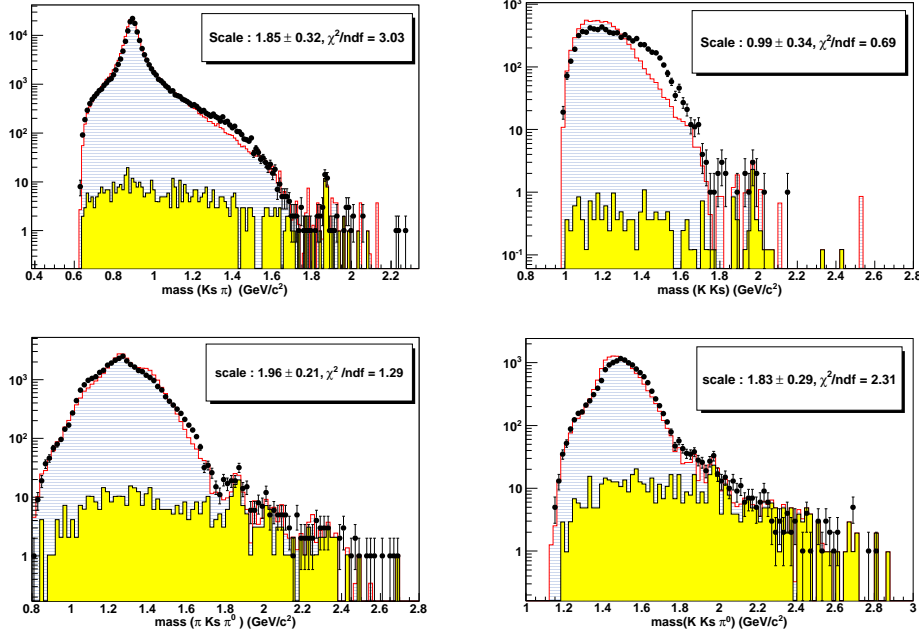 Scale : 1.85 ± 0.32, χ²/ndf = 3.03
10⁴
10³
10²
10
1
0.4 0.6 0.8 1 1.2 1.4 1.6 1.8 2 2.2
mass (Ks π) (GeV/c²)
Scale : 0.99 ± 0.34, χ²/ndf = 0.69
10³
10²
10
1
10⁻¹
0.8 1 1.2 1.4 1.6 1.8 2 2.2 2.4 2.6 2.8
mass (K Ks) (GeV/c²)
scale : 1.96 ± 0.21, χ² /ndf = 1.29
10³
10²
10
1
0.8 1 1.2 1.4 1.6 1.8 2 2.2 2.4 2.6 2.8
mass (π Ks π⁰) (GeV/c²)
scale : 1.83 ± 0.29, χ²/ndf = 2.31
10³
10²
10
1
1 1.2 1.4 1.6 1.8 2 2.2 2.4 2.6 2.8 3
mass(K Ks π⁰) (GeV/c²)